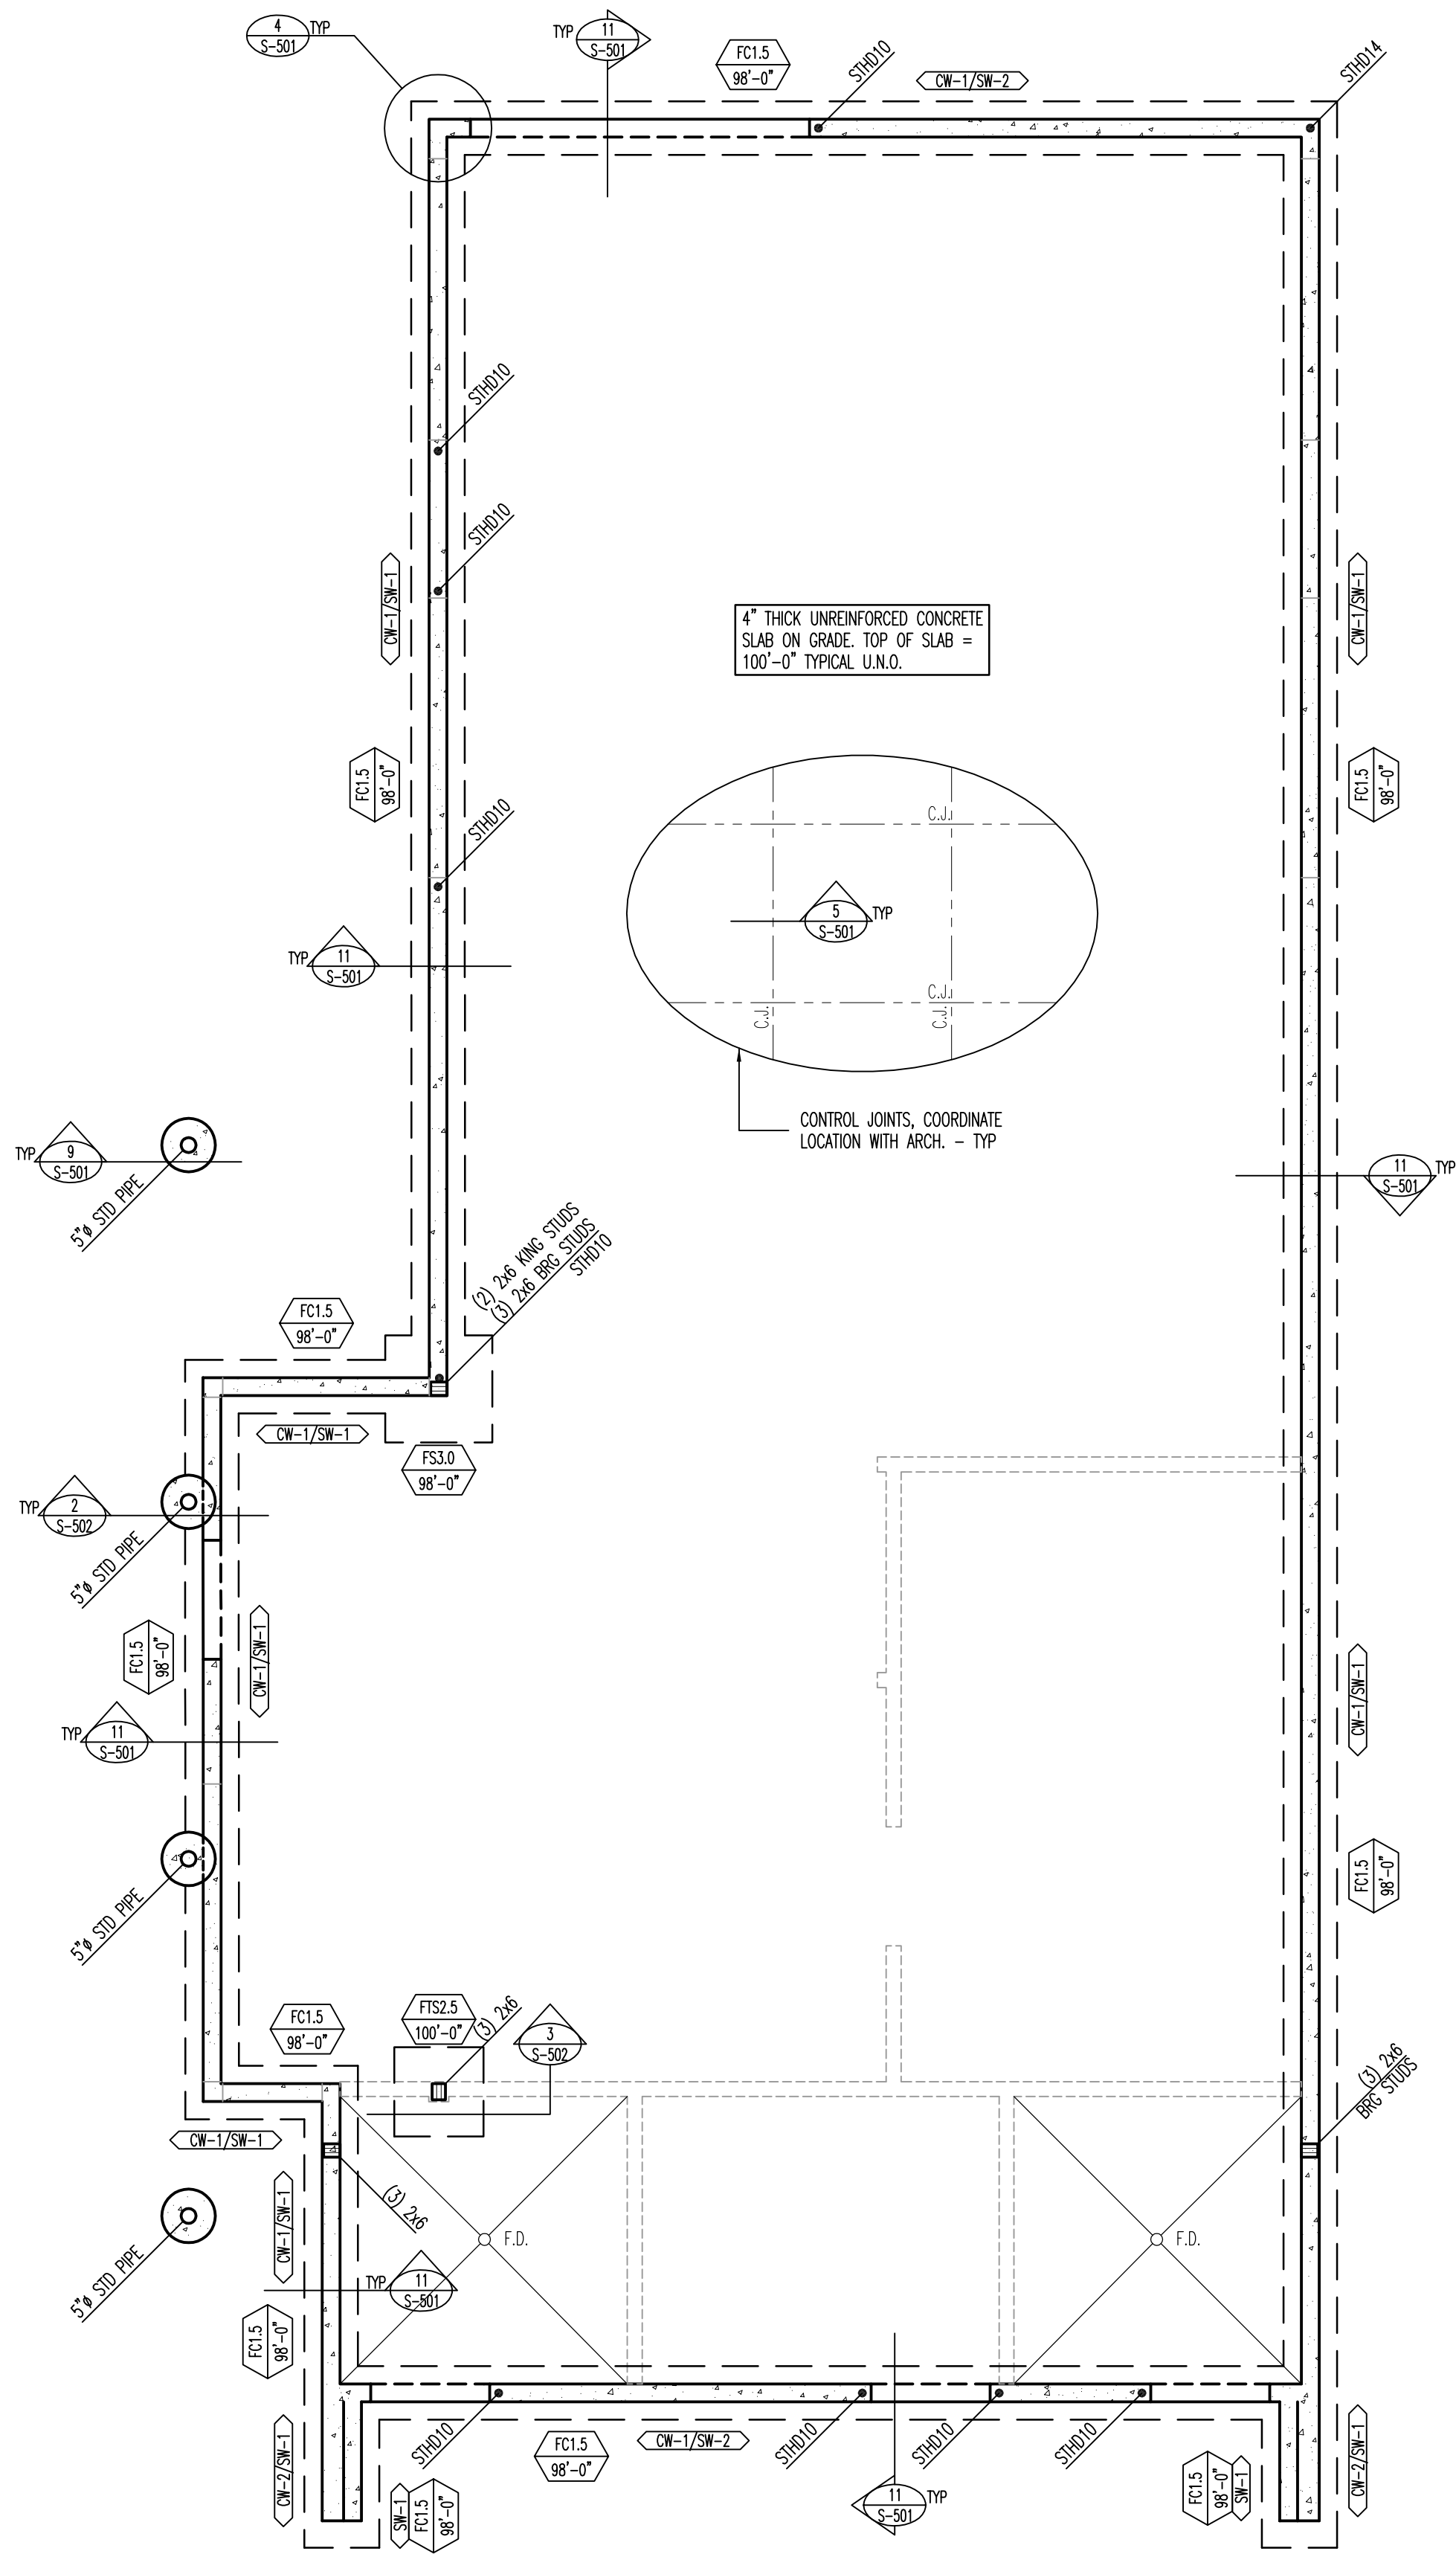 4
S-501
TYP
TYP
11
S-501
FC1.5
98'-0"
STHD10
CW-1/SW-2
STHD14
STHD10
STHD10
CW-1/SW-1
CW-1/SW-1
4" THICK UNREINFORCED CONCRETE
SLAB ON GRADE. TOP OF SLAB =
100'-0" TYPICAL U.N.O.
FC1.5
98'-0"
FC1.5
98'-0"
STHD10
C.J.
5
S-501
TYP
TYP
11
S-501
C.J.
C.J.
C.J.
CONTROL JOINTS, COORDINATE
LOCATION WITH ARCH. - TYP
TYP
9
S-501
5"ø STD PIPE
11
S-501
TYP
(2) 2x6 KING STUDS
(3) 2x6 BRG STUDS
STHD10
FC1.5
98'-0"
CW-1/SW-1
FS3.0
98'-0"
TYP
2
S-502
5"ø STD PIPE
FC1.5
98'-0"
CW-1/SW-1
CW-1/SW-1
TYP
11
S-501
5"ø STD PIPE
FC1.5
98'-0"
FC1.5
98'-0"
FTS2.5
100'-0"
(3) 2x6
3
S-502
(3) 2x6
BRG STUDS
CW-1/SW-1
CW-1/SW-1
(3) 2x6
5"ø STD PIPE
F.D.
F.D.
TYP
11
S-501
FC1.5
98'-0"
STHD10
STHD10
STHD10
STHD10
CW-1/SW-2
FC1.5
98'-0"
CW-2/SW-1
SW-1
FC1.5
98'-0"
11
S-501
TYP
FC1.5
98'-0"
SW-1
CW-2/SW-1